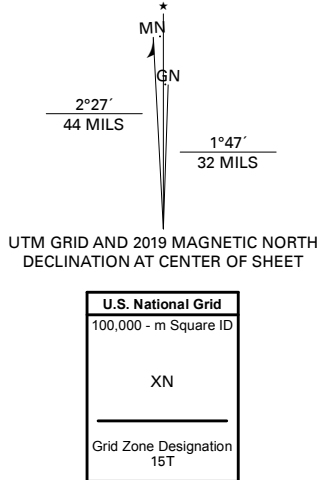 ★
MN
GN
2°27´
44 MILS
1°47´
32 MILS
UTM GRID AND 2019 MAGNETIC NORTH
DECLINATION AT CENTER OF SHEET
U.S. National Grid
100,000 - m Square ID
XN
Grid Zone Designation
15T